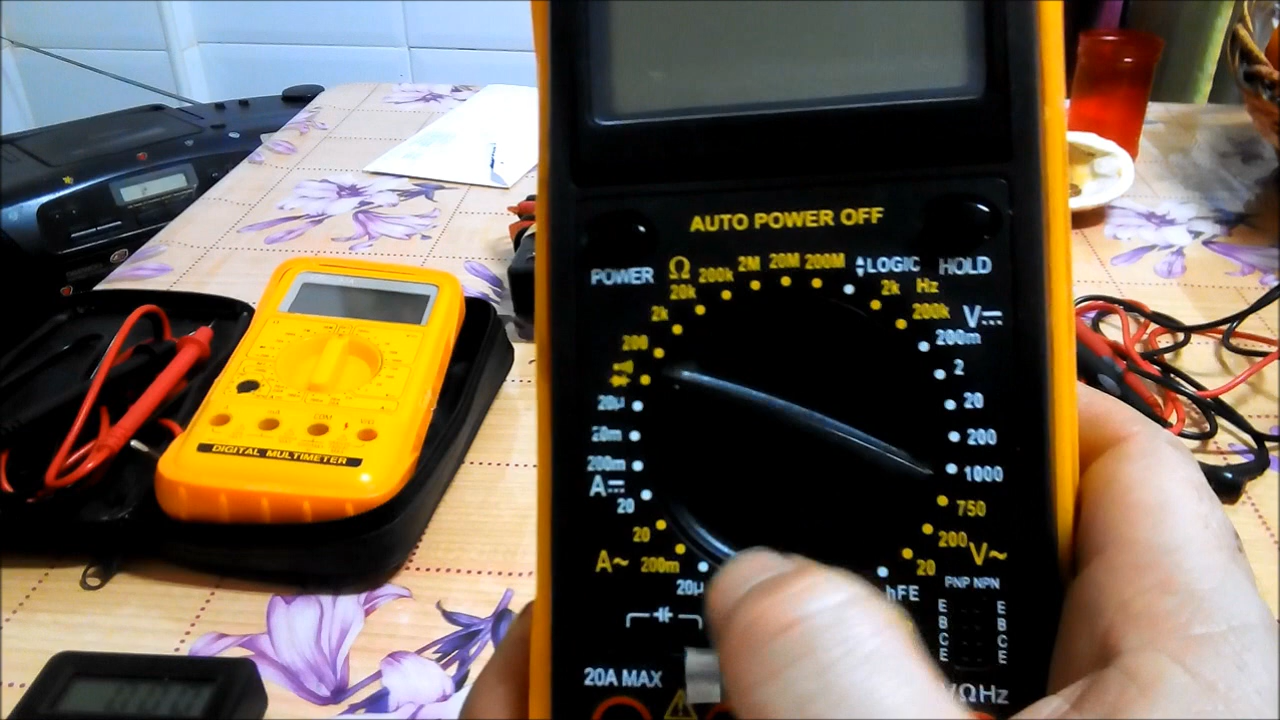 AUTO POWER OFF
POWER
Ω
200k
2M
20M
200M
LOGIC
HOLD
20k
2k
Hz
2k
200k
V⎓
200
200m
2
20µ
20
20m
200
200m
1000
A⎓
20
750
20
200
V~
A~
200m
20
20µ
hFE
PNP NPN
E E
B B
C C
E E
20A MAX
VΩHz
COM
DIGITAL MULTIMETER